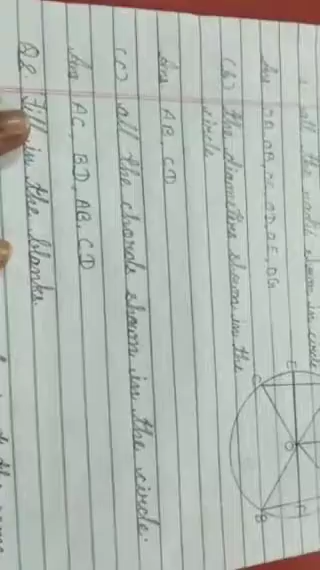 all the radii shown in circle
Ans OA, OB, OC, OD, OE, OG
(b) The diameters shown in the
circle
Ans AB, CD
(c) all the chords shown in the circle.
Ans AC, BD, AB, CD
Q2 Fill in the blanks.
E
C
O
B